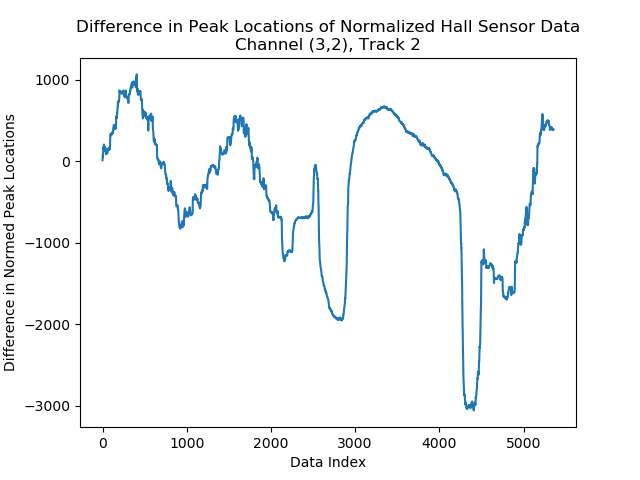 Difference in Peak Locations of Normalized Hall Sensor Data
Channel (3,2), Track 2
Difference in Normed Peak Locations
1000
0
−1000
−2000
−3000
0 1000 2000 3000 4000 5000
Data Index